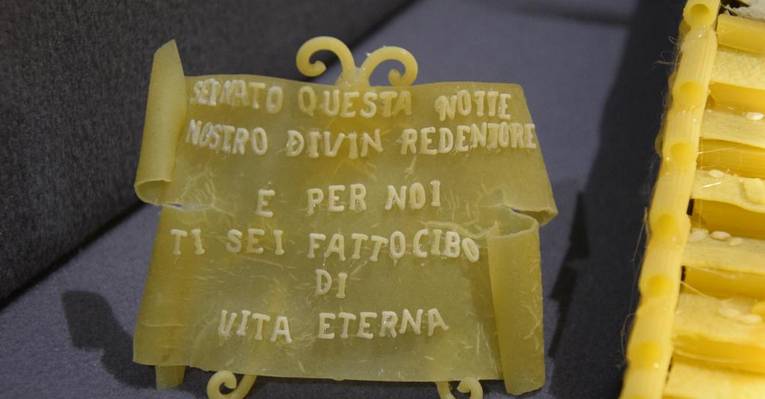 SEI NATO QUESTA NOTTE
NOSTRO DIVIN REDENTORE
E PER NOI
TI SEI FATTO CIBO
DI
VITA ETERNA